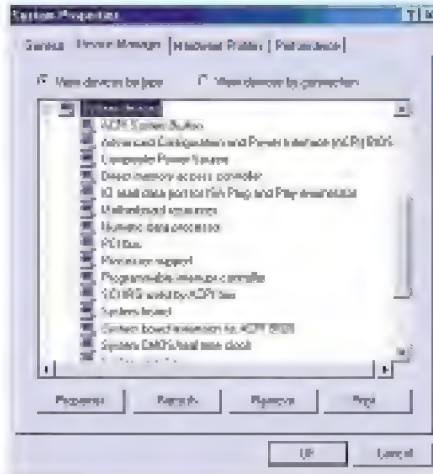 System Properties
General Device Manager Hardware Profiles Performance
View devices by type View devices by connection
System devices
ACPI System Button
Advanced Configuration and Power Interface (ACPI) BIOS
Composite Power Source
Direct memory access controller
IO read data port for ISA Plug and Play enumerator
Motherboard resources
Numeric data processor
PCI bus
Processor support
Programmable interrupt controller
SCI IRQ used by ACPI bus
System board
System board extension for ACPI BIOS
System CMOS/real time clock
Properties Refresh Remove Print
OK Cancel